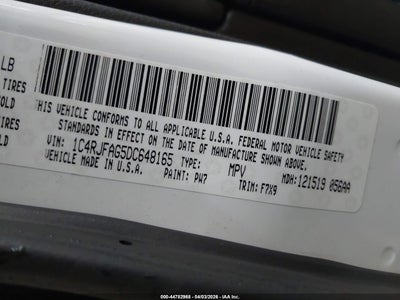 LB
TIRES
OLD
TIRES
OLD
THIS VEHICLE CONFORMS TO ALL APPLICABLE U.S.A. FEDERAL MOTOR VEHICLE SAFETY
STANDARDS IN EFFECT ON THE DATE OF MANUFACTURE SHOWN ABOVE.
VIN: 1C4RJFAG5DC648165 TYPE: MPV MDH: 121519 056AA
VEHICLE MADE IN U.S.A. PAINT: PW7 TRIM: F7X9
000-44782968 - 04/03/2026 - IAA Inc.